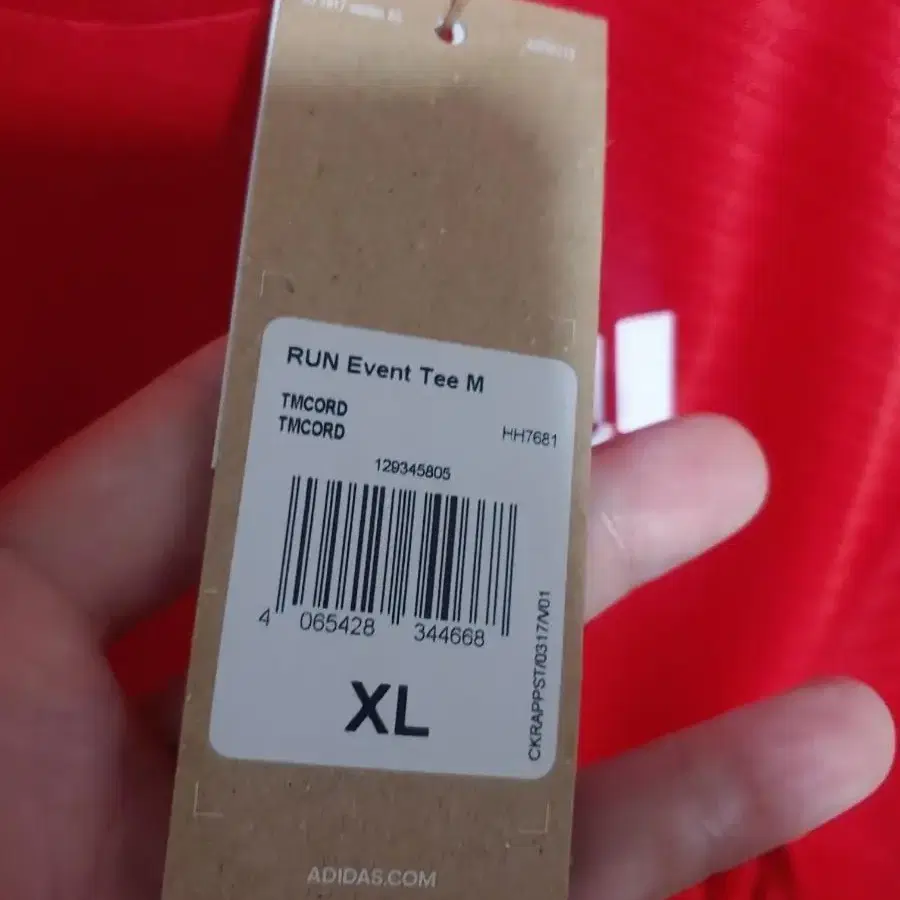 RUN Event Tee M
TMCORD
TMCORD
HH7681
129345805
4 065428 344668
XL
CKRAPPST/0317/V01
ADIDAS.COM